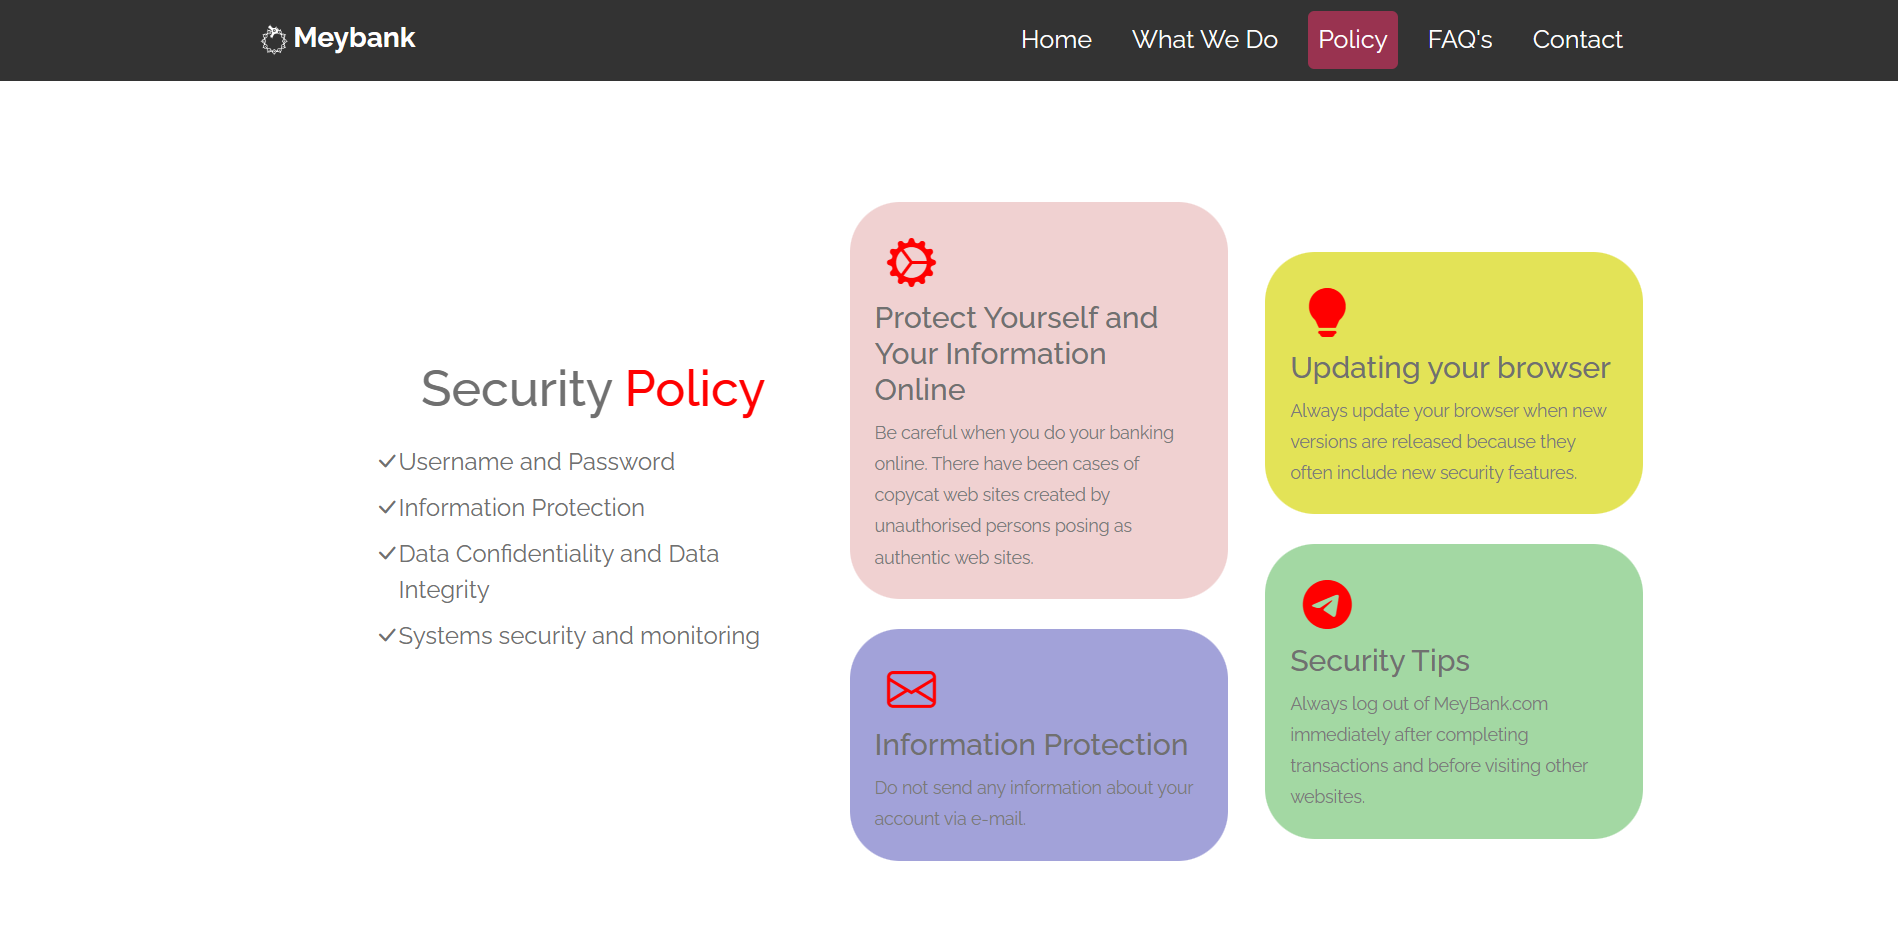 Meybank
Home
What We Do
Policy
FAQ's
Contact
Security Policy
Username and Password
Information Protection
Data Confidentiality and Data
Integrity
Systems security and monitoring
Protect Yourself and
Your Information
Online
Be careful when you do your banking
online. There have been cases of
copycat web sites created by
unauthorised persons posing as
authentic web sites.
Information Protection
Do not send any information about your
account via e-mail.
Updating your browser
Always update your browser when new
versions are released because they
often include new security features.
Security Tips
Always log out of MeyBank.com
immediately after completing
transactions and before visiting other
websites.